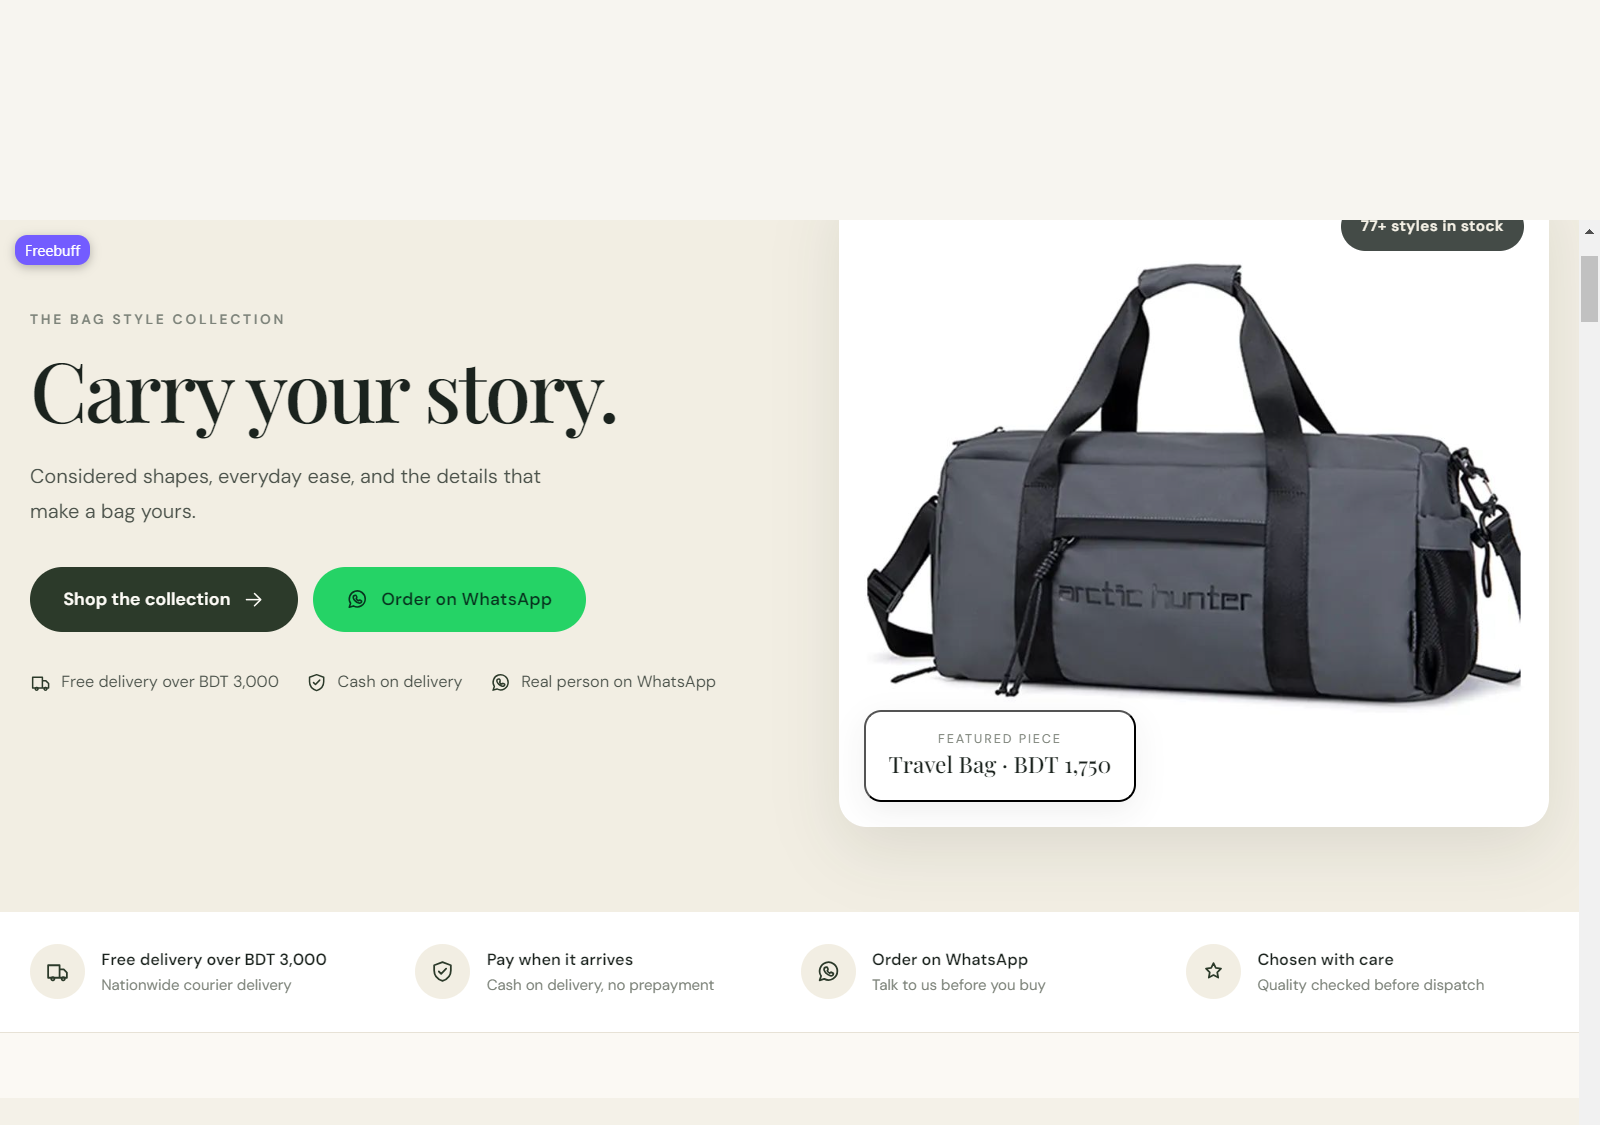 77+ styles in stock
Freebuff
THE BAG STYLE COLLECTION
Carry your story.
Considered shapes, everyday ease, and the details that
make a bag yours.
Shop the collection
Order on WhatsApp
Free delivery over BDT 3,000
Cash on delivery
Real person on WhatsApp
arctic hunter
FEATURED PIECE
Travel Bag · BDT 1,750
Free delivery over BDT 3,000
Nationwide courier delivery
Pay when it arrives
Cash on delivery, no prepayment
Order on WhatsApp
Talk to us before you buy
Chosen with care
Quality checked before dispatch